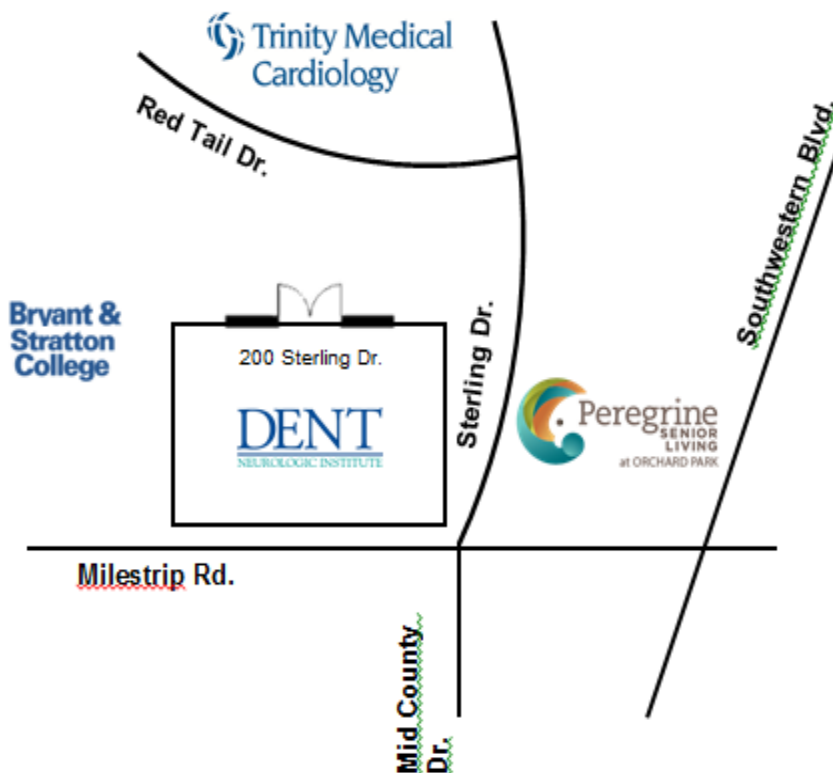 Trinity Medical
Cardiology
Red Tail Dr.
Southwestern Blvd.
Bryant &
Stratton
College
200 Sterling Dr.
DENT
NEUROLOGIC INSTITUTE
Sterling Dr.
Peregrine
SENIOR
LIVING
at ORCHARD PARK
Milestrip Rd.
Mid County
Dr.